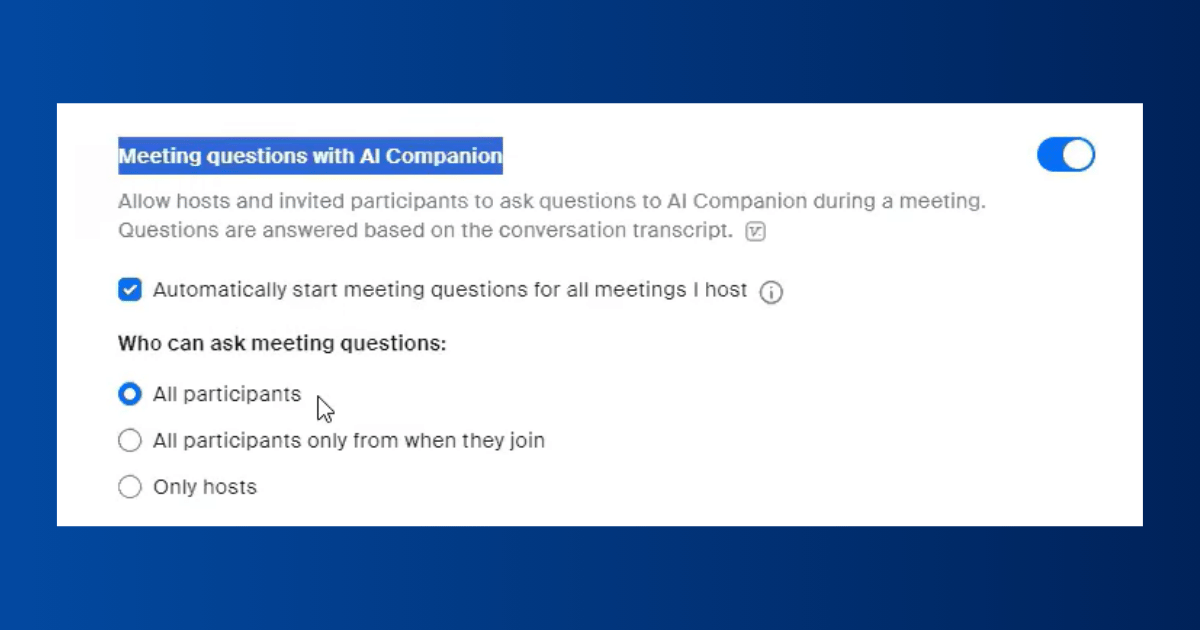 Meeting questions with AI Companion
Allow hosts and invited participants to ask questions to AI Companion during a meeting.
Questions are answered based on the conversation transcript.
Automatically start meeting questions for all meetings I host
Who can ask meeting questions:
All participants
All participants only from when they join
Only hosts